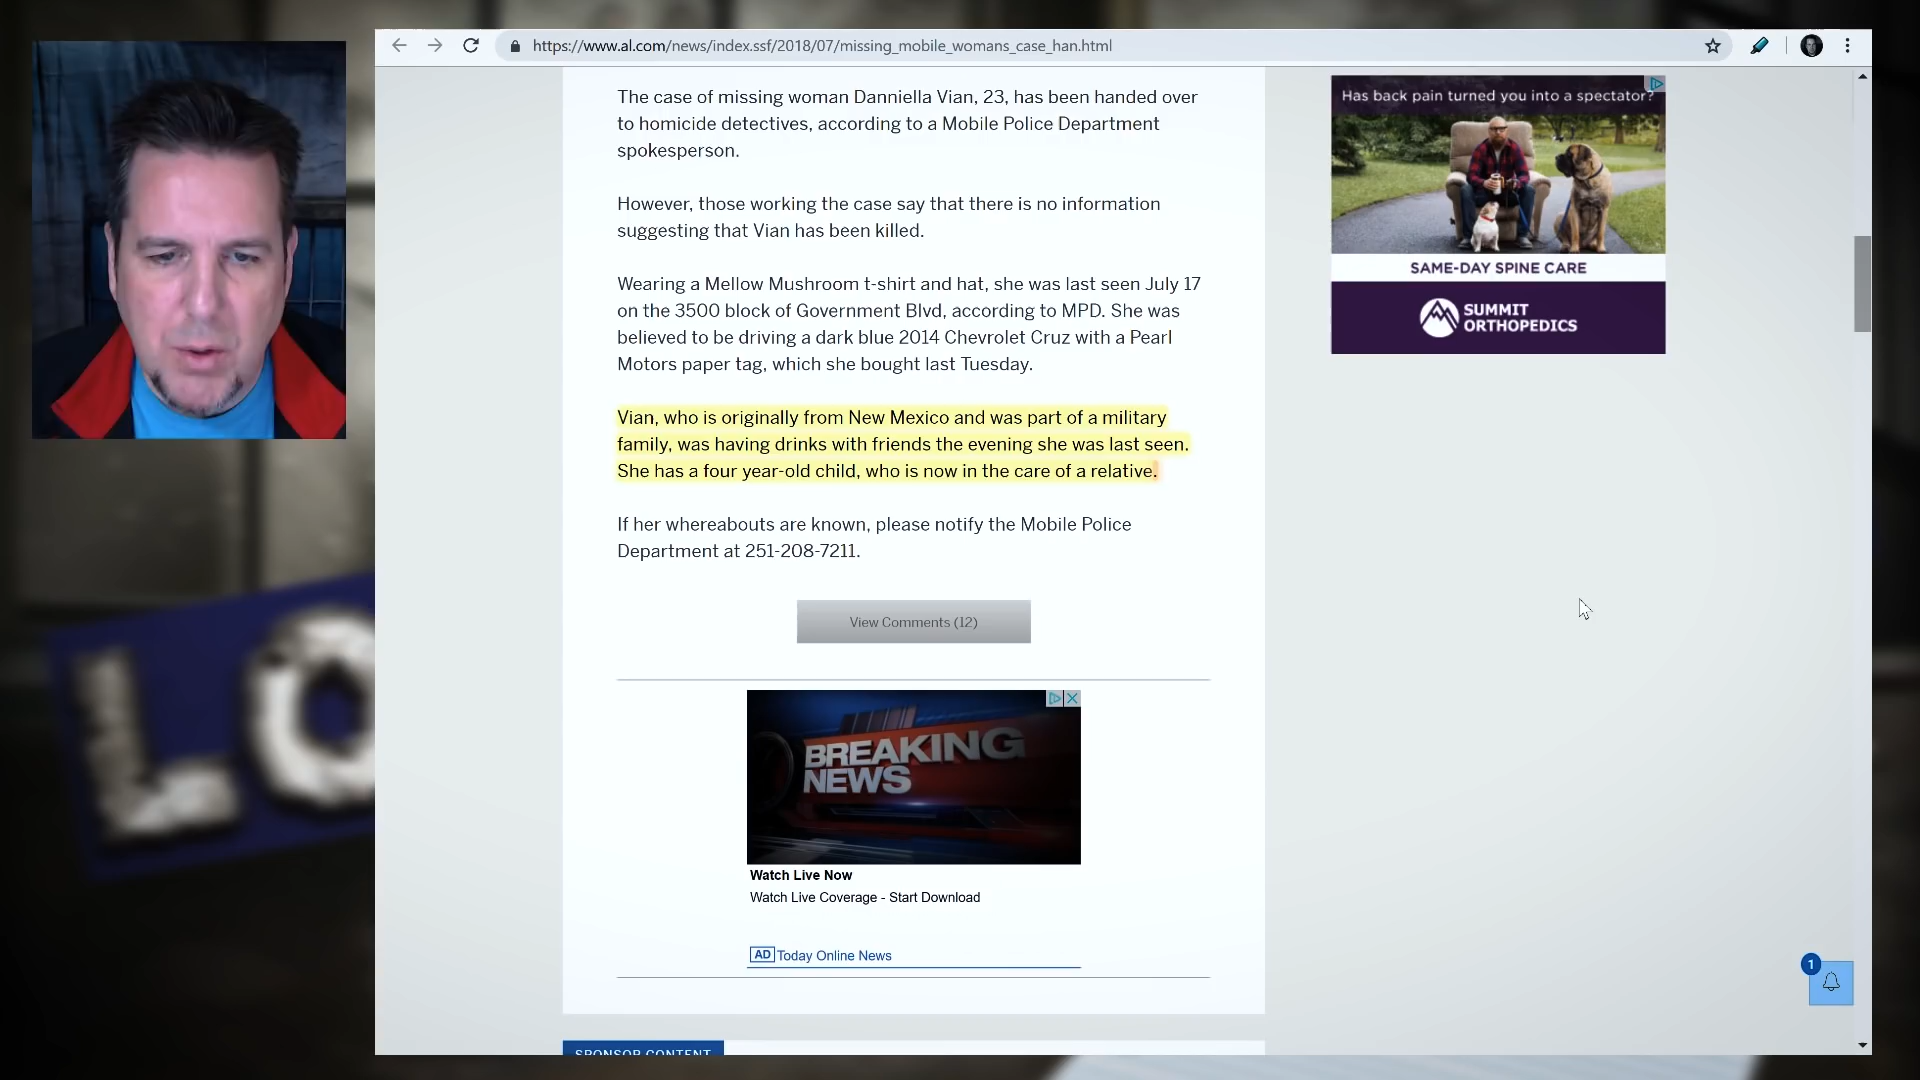 https://www.al.com/news/index.ssf/2018/07/missing_mobile_womans_case_han.html
The case of missing woman Danniella Vian, 23, has been handed over
to homicide detectives, according to a Mobile Police Department
spokesperson.
However, those working the case say that there is no information
suggesting that Vian has been killed.
Wearing a Mellow Mushroom t-shirt and hat, she was last seen July 17
on the 3500 block of Government Blvd, according to MPD. She was
believed to be driving a dark blue 2014 Chevrolet Cruz with a Pearl
Motors paper tag, which she bought last Tuesday.
Vian, who is originally from New Mexico and was part of a military
family, was having drinks with friends the evening she was last seen.
She has a four year-old child, who is now in the care of a relative.
If her whereabouts are known, please notify the Mobile Police
Department at 251-208-7211.
View Comments (12)
BREAKING
NEWS
Watch Live Now
Watch Live Coverage - Start Download
AD Today Online News
SPONSOR CONTENT
Has back pain turned you into a spectator?
SAME-DAY SPINE CARE
SUMMIT
ORTHOPEDICS
1
LO